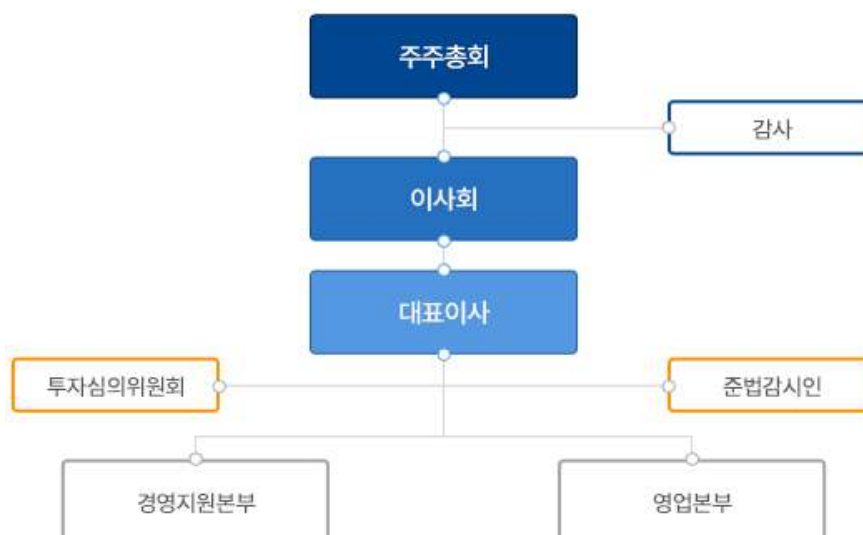 주주총회
감사
이사회
대표이사
투자심의위원회
준법감시인
경영지원본부
영업본부